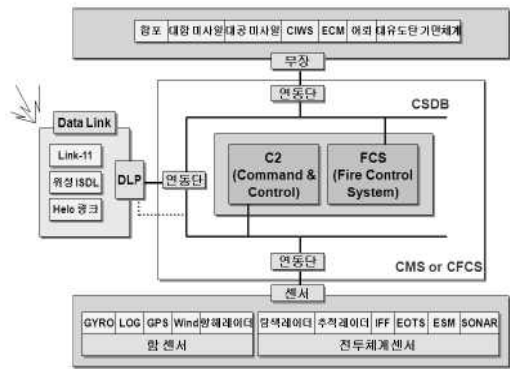 함포 대함미사일 대공미사일 CIWS ECM 어뢰 대유도탄기만체계
무장
연동단
CSDB
Data Link
Link-11
위성 ISDL
Helo 링크
DLP
연동단
C2
(Command &
Control)
FCS
(Fire Control
System)
연동단
CMS or CFCS
센서
GYRO LOG GPS Wind 항해레이더 탐색레이더 추적레이더 IFF EOTS ESM SONAR
함 센서
전투체계센서